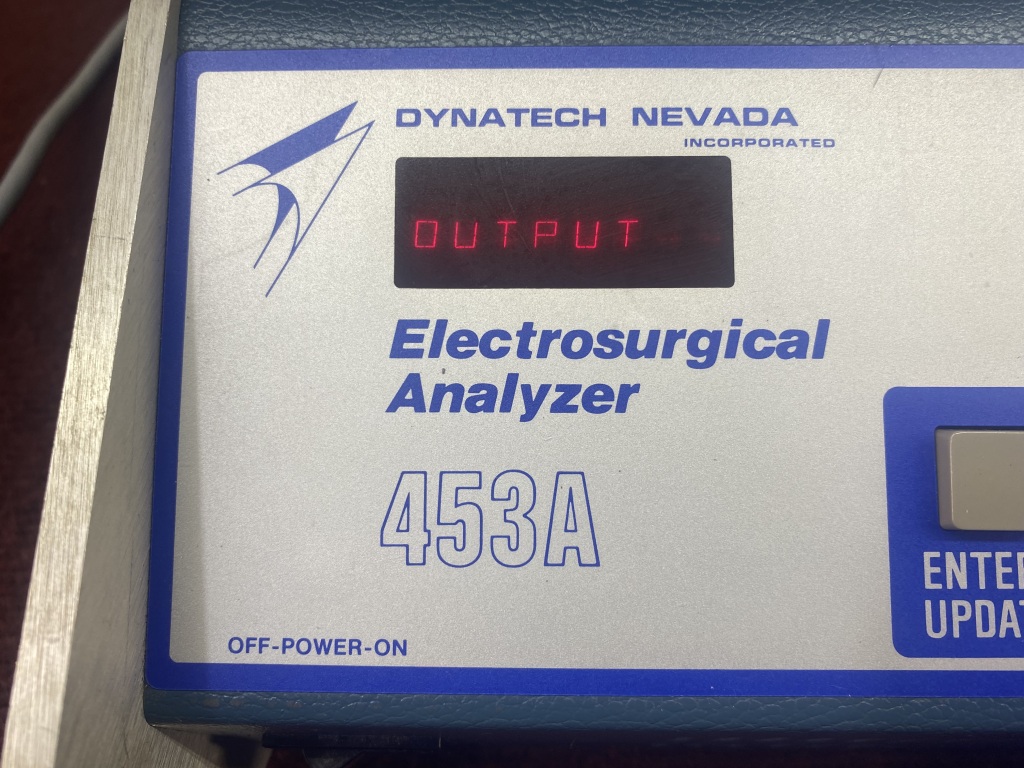 DYNATECH NEVADA
INCORPORATED
OUTPUT
Electrosurgical
Analyzer
453A
OFF-POWER-ON